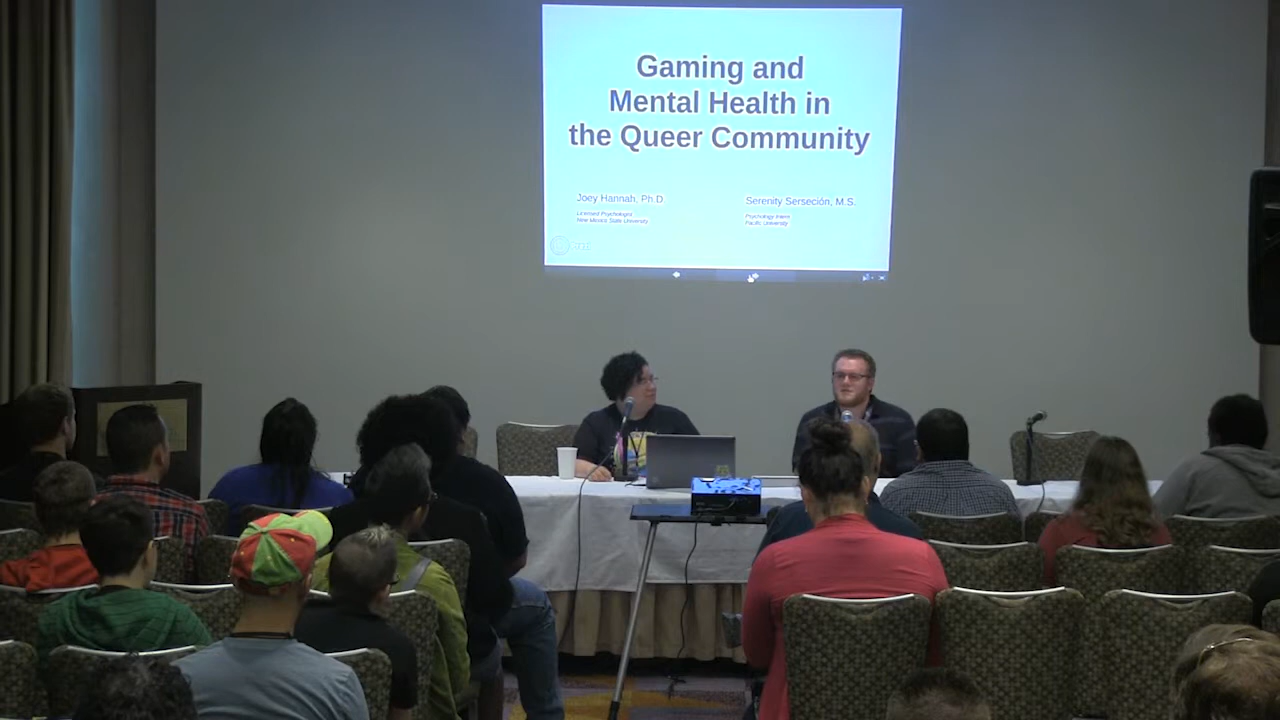 Gaming and
Mental Health in
the Queer Community
Joey Hannah, Ph.D.
Licensed Psychologist
New Mexico State University
Serenity Serseción, M.S.
Psychology Intern
Pacific University